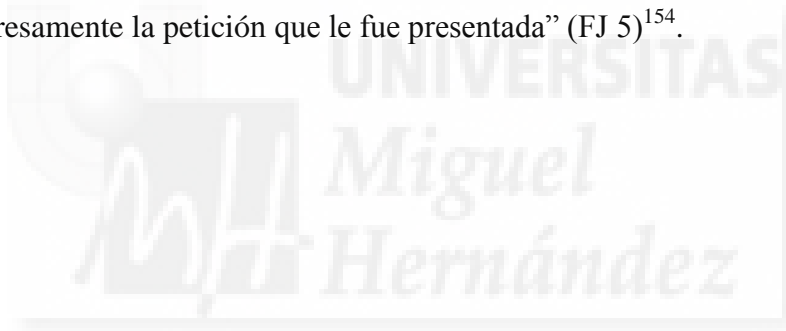 resamente la petición que le fue presentada” (FJ 5)154.
UNIVERSITAS
Miguel
Hernández